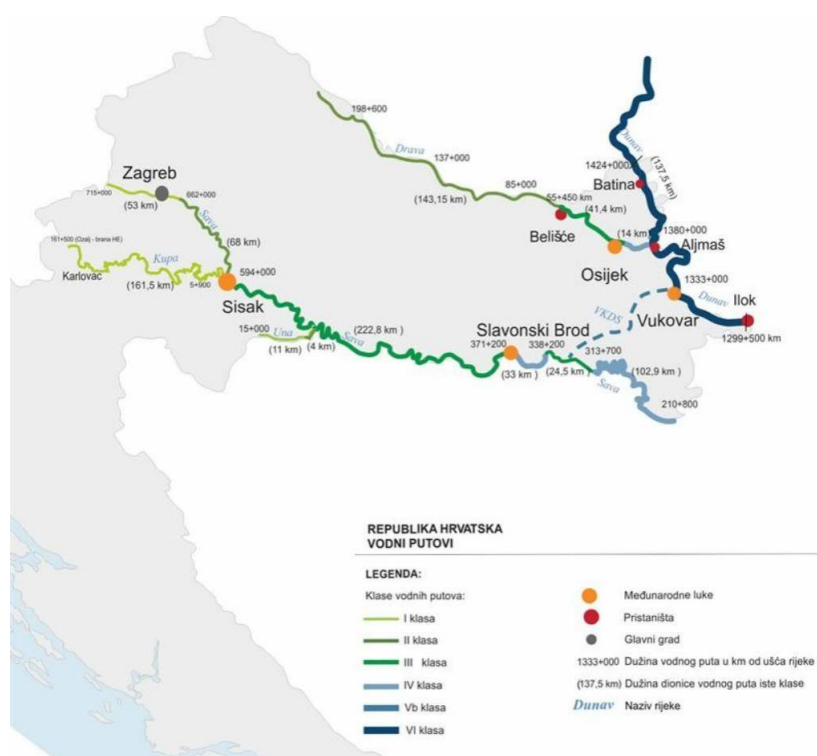 198+600
Drava
137+000
Dunav
1424+000
(137,5 km)
Zagreb
715+000
(53 km)
662+000
Sava
(68 km)
(143,15 km)
85+000
55+450 km
(41,4 km)
Batina
Belišće
(14 km)
1380+000
Aljmaš
Osijek
161+500 (Ozalj - brana HE)
Kupa
Karlovac
(161,5 km)
5+900
594+000
Sisak
1333+000
Dunav
Ilok
Vukovar
1299+500 km
VKDS
15+000
Una
(11 km)
(4 km)
Sava
(222,8 km)
Slavonski Brod
371+200
338+200
313+700
(33 km )
(24,5 km)
(102,9 km )
Sava
210+800
REPUBLIKA HRVATSKA
VODNI PUTOVI
LEGENDA:
Klase vodnih putova:
I klasa
II klasa
III klasa
IV klasa
Vb klasa
VI klasa
Međunarodne luke
Pristaništa
Glavni grad
1333+000 Dužina vodnog puta u km od ušća rijeke
(137,5 km) Dužina dionice vodnog puta iste klase
Dunav Naziv rijeke